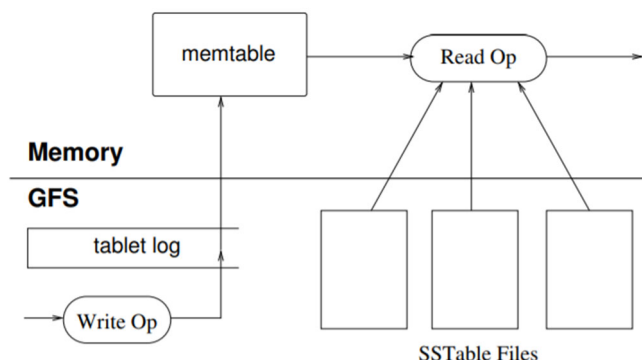 memtable
Read Op
Memory
GFS
tablet log
Write Op
SSTable Files